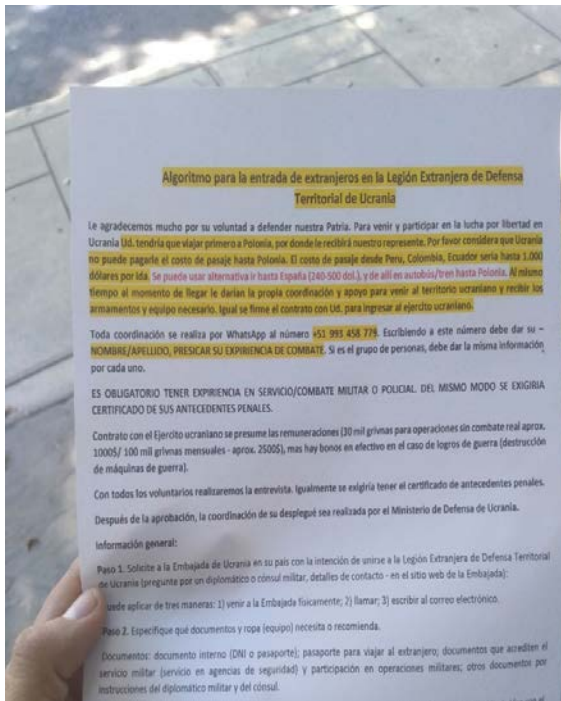 Algoritmo para la entrada de extranjeros en la Legión Extranjera de Defensa
Territorial de Ucrania
Le agradecemos mucho por su voluntad a defender nuestra Patria. Para venir y participar en la lucha por libertad en
Ucrania Ud. tendría que viajar primero a Polonia, por donde le recibirá nuestro represente. Por favor considera que Ucrania
no puede pagarle el costo de pasaje hasta Polonia. El costo de pasaje desde Peru, Colombia, Ecuador sería hasta 1.000
dólares por ida. Se puede usar alternativa ir hasta España (240-500 dol.), y de allí en autobús/tren hasta Polonia. Al mismo
tiempo al momento de llegar le darían la propia coordinación y apoyo para venir al territorio ucraniano y recibir los
armamentos y equipo necesario. Igual se firme el contrato con Ud. para ingresar al ejercito ucraniano.
Toda coordinación se realiza por WhatsApp al número +51 993 458 779. Escribiendo a este número debe dar su –
NOMBRE/APELLIDO, PRESICAR SU EXPIRIENCIA DE COMBATE. Si es el grupo de personas, debe dar la misma información
por cada uno.
ES OBLIGATORIO TENER EXPIRIENCIA EN SERVICIO/COMBATE MILITAR O POLICIAL. DEL MISMO MODO SE EXIGIRIA
CERTIFICADO DE SUS ANTECEDENTES PENALES.
Contrato con el Ejercito ucraniano se presume las remuneraciones (30 mil grivnas para operaciones sin combate real aprox.
1000$/ 100 mil grivnas mensuales - aprox. 2500$), mas hay bonos en efectivo en el caso de logros de guerra (destrucción
de máquinas de guerra).
Con todos los voluntarios realizaremos la entrevista. Igualmente se exigiría tener el certificado de antecedentes penales.
Después de la aprobación, la coordinación de su despliegue sea realizada por el Ministerio de Defensa de Ucrania.
Información general:
Paso 1. Solicite a la Embajada de Ucrania en su país con la intención de unirse a la Legión Extranjera de Defensa Territorial
de Ucrania (pregunte por un diplomático o cónsul militar, detalles de contacto - en el sitio web de la Embajada):
uede aplicar de tres maneras: 1) venir a la Embajada físicamente; 2) llamar; 3) escribir al correo electrónico.
Paso 2. Especifique qué documentos y ropa (equipo) necesita o recomienda.
Documentos: documento interno (DNI o pasaporte); pasaporte para viajar al extranjero; documentos que acrediten el
servicio militar (servicio en agencias de seguridad) y participación en operaciones militares; otros documentos por
instrucciones del diplomático militar y del cónsul.